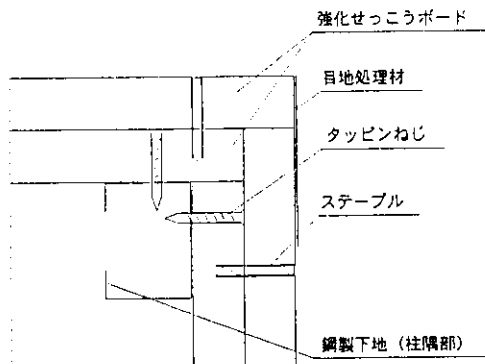 強化せっこうボード
目地処理材
タッピンねじ
ステープル
鋼製下地（柱隅部）